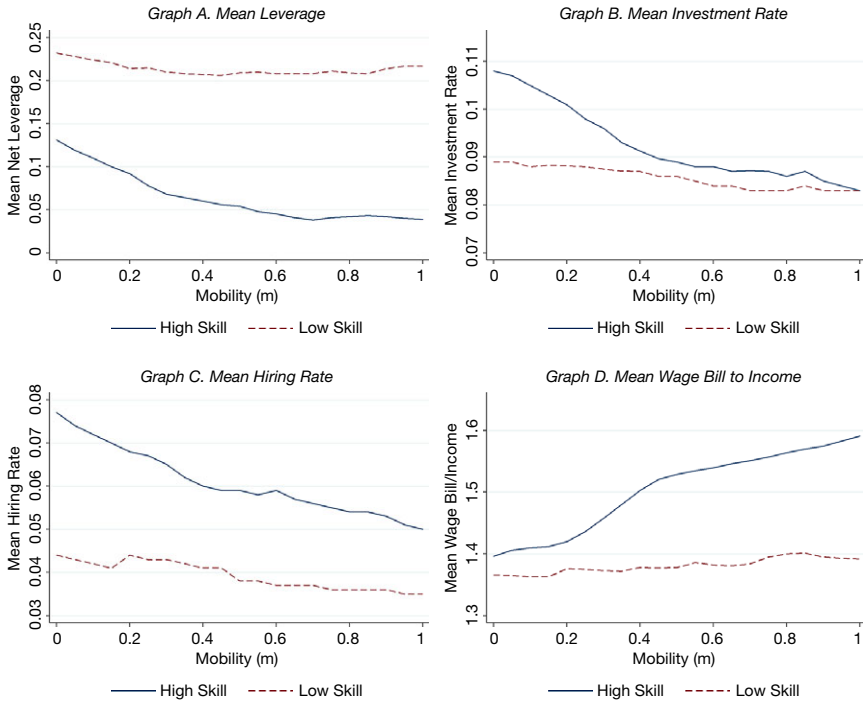 Graph A. Mean Leverage
Mean Net Leverage
0.25
0.2
0.15
0.1
0.05
0
0 0.2 0.4 0.6 0.8 1
Mobility (m)
High Skill Low Skill
Graph B. Mean Investment Rate
Mean Investment Rate
0.11
0.1
0.09
0.08
0.07
0 0.2 0.4 0.6 0.8 1
Mobility (m)
High Skill Low Skill
Graph C. Mean Hiring Rate
Mean Hiring Rate
0.08
0.07
0.06
0.05
0.04
0.03
0 0.2 0.4 0.6 0.8 1
Mobility (m)
High Skill Low Skill
Graph D. Mean Wage Bill to Income
Mean Wage Bill/Income
1.6
1.5
1.4
1.3
0 0.2 0.4 0.6 0.8 1
Mobility (m)
High Skill Low Skill